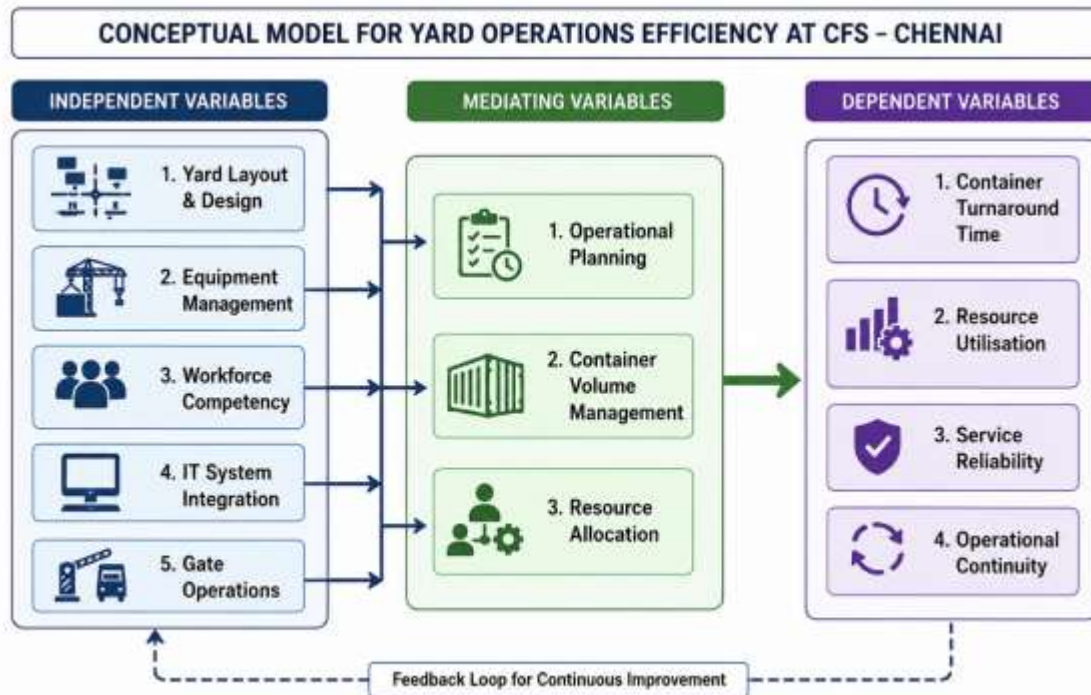 CONCEPTUAL MODEL FOR YARD OPERATIONS EFFICIENCY AT CFS – CHENNAI
INDEPENDENT VARIABLES
1. Yard Layout
& Design
2. Equipment
Management
3. Workforce
Competency
4. IT System
Integration
5. Gate
Operations
MEDIATING VARIABLES
1. Operational
Planning
2. Container
Volume
Management
3. Resource
Allocation
DEPENDENT VARIABLES
1. Container
Turnaround
Time
2. Resource
Utilisation
3. Service
Reliability
4. Operational
Continuity
Feedback Loop for Continuous Improvement